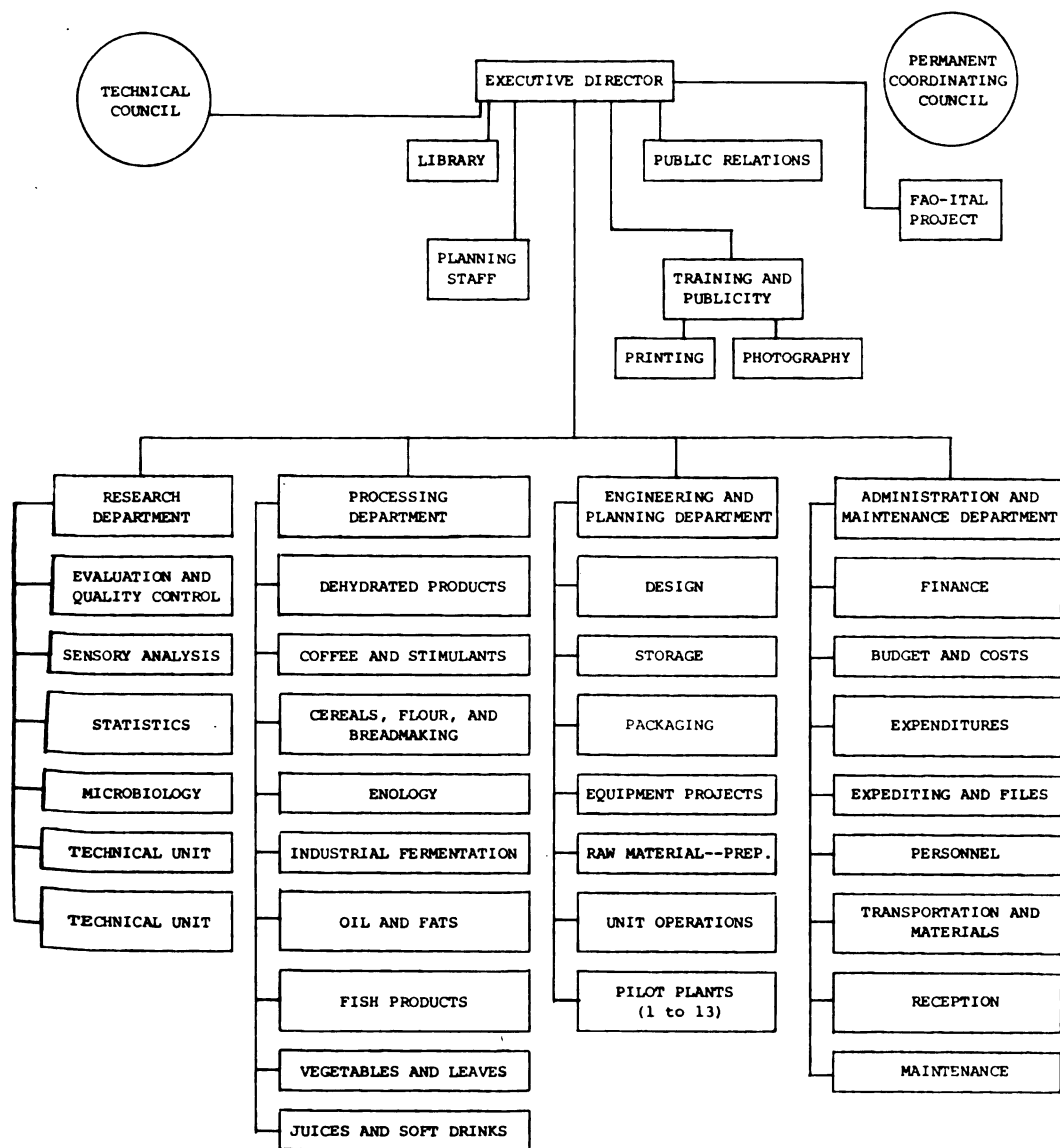 TECHNICAL
COUNCIL
EXECUTIVE DIRECTOR
PERMANENT
COORDINATING
COUNCIL
LIBRARY
PUBLIC RELATIONS
FAO-ITAL
PROJECT
PLANNING
STAFF
TRAINING AND
PUBLICITY
PRINTING
PHOTOGRAPHY
RESEARCH
DEPARTMENT
EVALUATION AND
QUALITY CONTROL
SENSORY ANALYSIS
STATISTICS
MICROBIOLOGY
TECHNICAL UNIT
TECHNICAL UNIT
PROCESSING
DEPARTMENT
DEHYDRATED PRODUCTS
COFFEE AND STIMULANTS
CEREALS, FLOUR, AND
BREADMAKING
ENOLOGY
INDUSTRIAL FERMENTATION
OIL AND FATS
FISH PRODUCTS
VEGETABLES AND LEAVES
JUICES AND SOFT DRINKS
ENGINEERING AND
PLANNING DEPARTMENT
DESIGN
STORAGE
PACKAGING
EQUIPMENT PROJECTS
RAW MATERIAL--PREP.
UNIT OPERATIONS
PILOT PLANTS
(1 to 13)
ADMINISTRATION AND
MAINTENANCE DEPARTMENT
FINANCE
BUDGET AND COSTS
EXPENDITURES
EXPEDITING AND FILES
PERSONNEL
TRANSPORTATION AND
MATERIALS
RECEPTION
MAINTENANCE